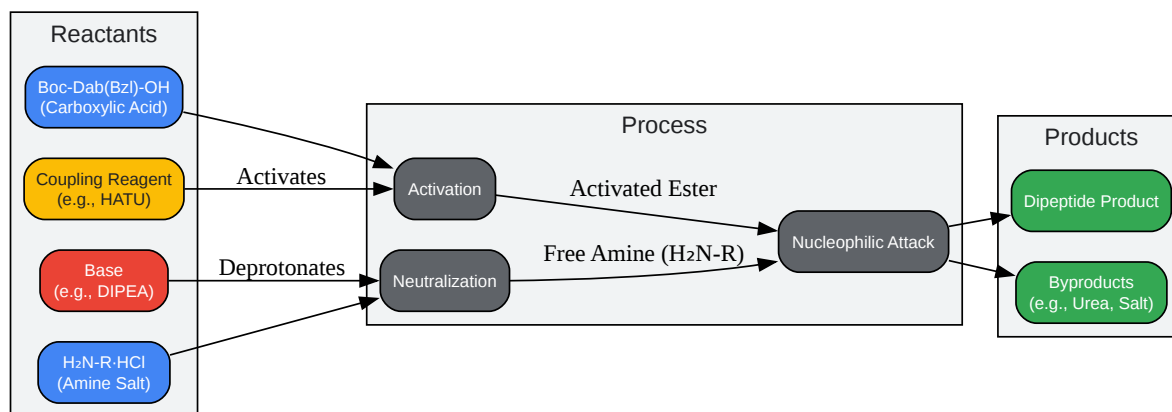 Reactants
Boc-Dab(Bzl)-OH
(Carboxylic Acid)
Coupling Reagent
(e.g., HATU)
Base
(e.g., DIPEA)
H₂N-R·HCl
(Amine Salt)
Activates
Deprotonates
Process
Activation
Neutralization
Activated Ester
Free Amine (H₂N-R)
Nucleophilic Attack
Products
Dipeptide Product
Byproducts
(e.g., Urea, Salt)